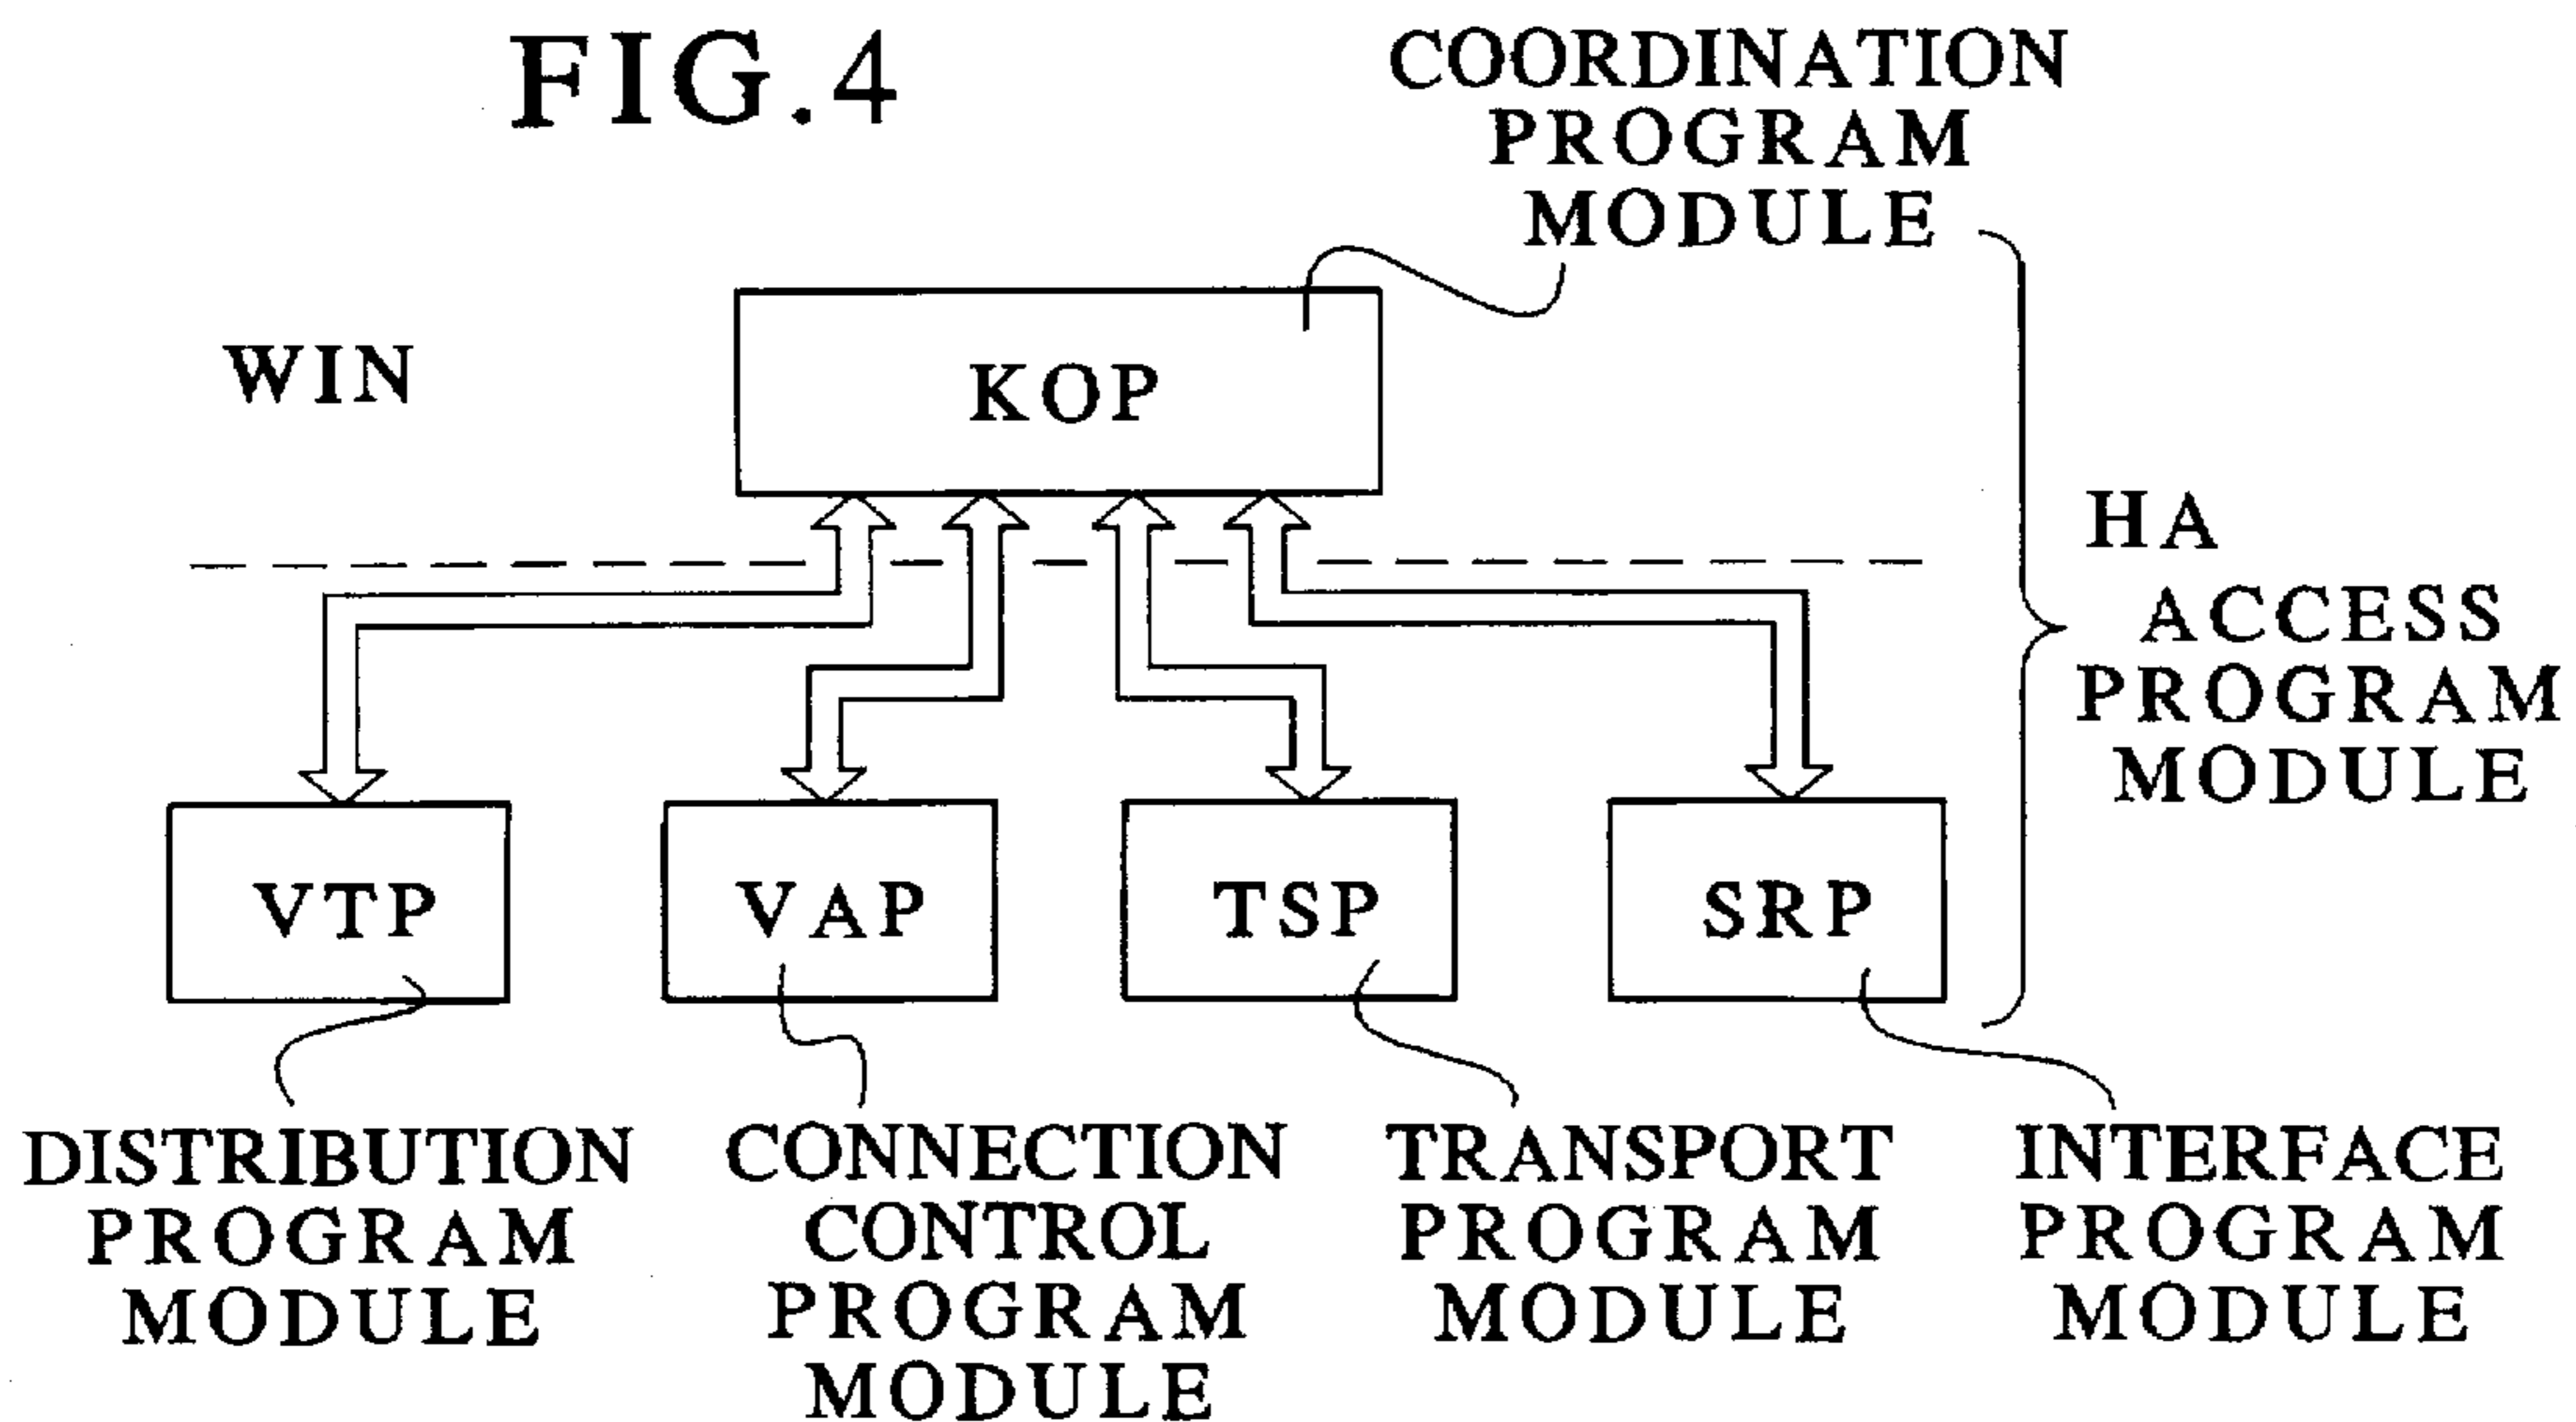 FIG.4
COORDINATION
PROGRAM
MODULE
WIN
KOP
HA
ACCESS
PROGRAM
MODULE
VTP
VAP
TSP
SRP
DISTRIBUTION
PROGRAM
MODULE
CONNECTION
CONTROL
PROGRAM
MODULE
TRANSPORT
PROGRAM
MODULE
INTERFACE
PROGRAM
MODULE